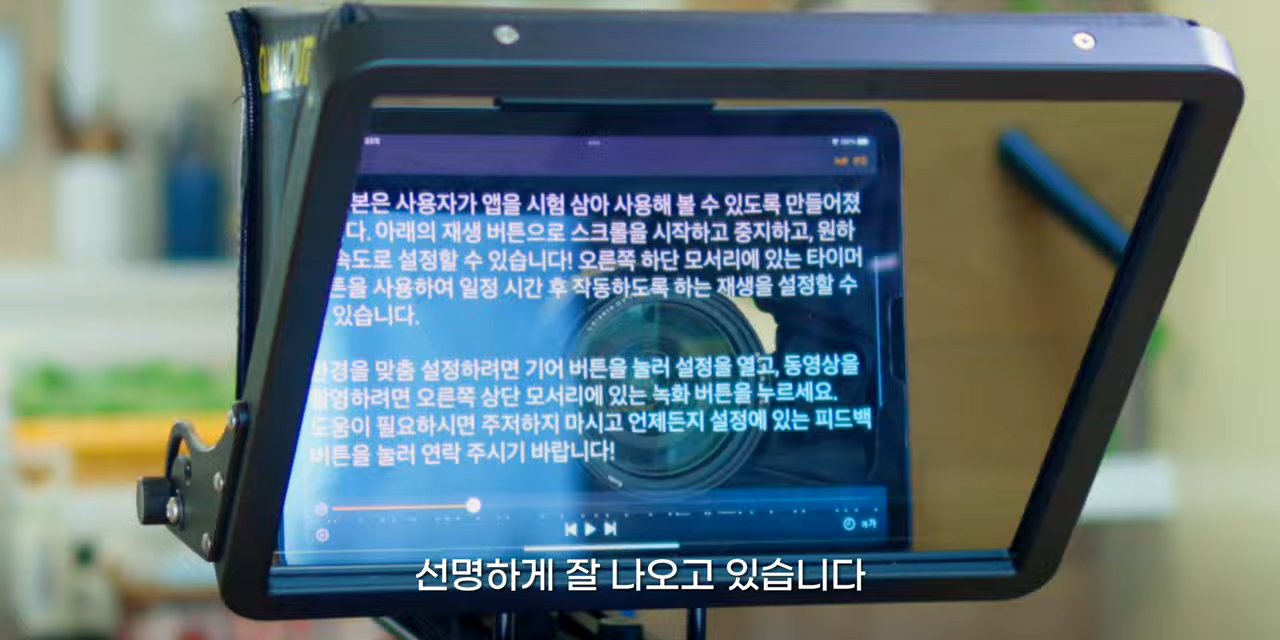 본은 사용자가 앱을 시험 삼아 사용해 볼 수 있도록 만들어졌
다. 아래의 재생 버튼으로 스크롤을 시작하고 중지하고, 원하
속도로 설정할 수 있습니다! 오른쪽 하단 모서리에 있는 타이머
튼을 사용하여 일정 시간 후 작동하도록 하는 재생을 설정할 수
있습니다.
환경을 맞춤 설정하려면 기어 버튼을 눌러 설정을 열고, 동영상을
촬영하려면 오른쪽 상단 모서리에 있는 녹화 버튼을 누르세요.
도움이 필요하시면 주저하지 마시고 언제든지 설정에 있는 피드백
버튼을 눌러 연락 주시기 바랍니다!
선명하게 잘 나오고 있습니다